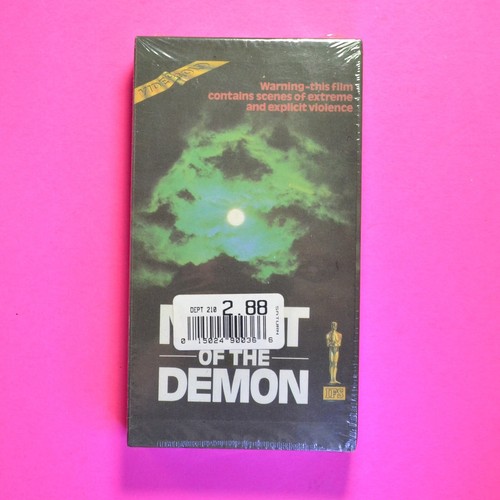 Warning-this film
contains scenes of extreme
and explicit violence
DEPT 210 2.88
0 15024 90036 6
OF THE
DEMON